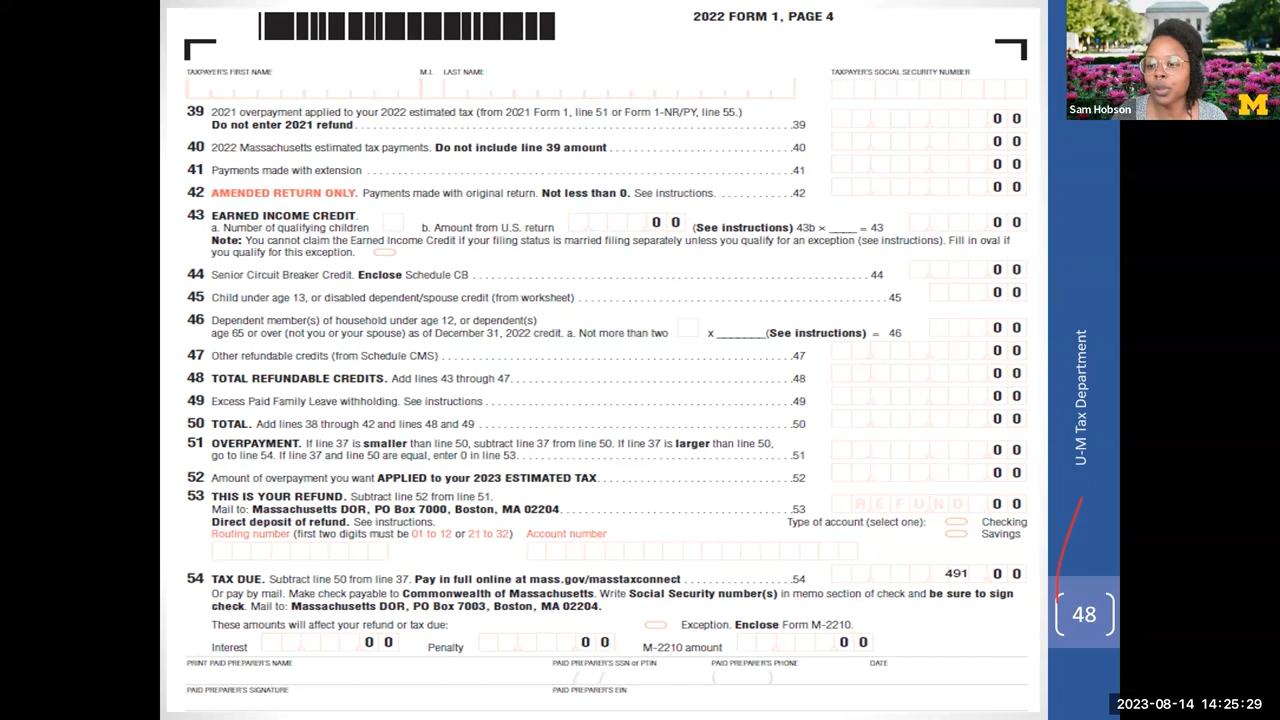 2022 FORM 1, PAGE 4
TAXPAYER'S FIRST NAME M.I. LAST NAME TAXPAYER'S SOCIAL SECURITY NUMBER
39 2021 overpayment applied to your 2022 estimated tax (from 2021 Form 1, line 51 or Form 1-NR/PY, line 55.)
Do not enter 2021 refund 39 0 0
40 2022 Massachusetts estimated tax payments. Do not include line 39 amount 40 0 0
41 Payments made with extension 41 0 0
42 AMENDED RETURN ONLY. Payments made with original return. Not less than 0. See instructions. 42 0 0
43 EARNED INCOME CREDIT.
a. Number of qualifying children b. Amount from U.S. return 0 0 (See instructions) 43b × ____ = 43 0 0
Note: You cannot claim the Earned Income Credit if your filing status is married filing separately unless you qualify for an exception (see instructions). Fill in oval if
you qualify for this exception.
44 Senior Circuit Breaker Credit. Enclose Schedule CB 44 0 0
45 Child under age 13, or disabled dependent/spouse credit (from worksheet) 45 0 0
46 Dependent member(s) of household under age 12, or dependent(s)
age 65 or over (not you or your spouse) as of December 31, 2022 credit. a. Not more than two x _______ (See instructions) = 46 0 0
47 Other refundable credits (from Schedule CMS) 47 0 0
48 TOTAL REFUNDABLE CREDITS. Add lines 43 through 47. 48 0 0
49 Excess Paid Family Leave withholding. See instructions 49 0 0
50 TOTAL. Add lines 38 through 42 and lines 48 and 49 50 0 0
51 OVERPAYMENT. If line 37 is smaller than line 50, subtract line 37 from line 50. If line 37 is larger than line 50,
go to line 54. If line 37 and line 50 are equal, enter 0 in line 53. 51 0 0
52 Amount of overpayment you want APPLIED to your 2023 ESTIMATED TAX 52 0 0
53 THIS IS YOUR REFUND. Subtract line 52 from line 51.
Mail to: Massachusetts DOR, PO Box 7000, Boston, MA 02204. 53 REFUND 0 0
Direct deposit of refund. See instructions. Type of account (select one): Checking
Routing number (first two digits must be 01 to 12 or 21 to 32) Account number Savings
54 TAX DUE. Subtract line 50 from line 37. Pay in full online at mass.gov/masstaxconnect 54 491 0 0
Or pay by mail. Make check payable to Commonwealth of Massachusetts. Write Social Security number(s) in memo section of check and be sure to sign
check. Mail to: Massachusetts DOR, PO Box 7003, Boston, MA 02204.
These amounts will affect your refund or tax due: Exception. Enclose Form M-2210.
Interest 0 0 Penalty 0 0 M-2210 amount 0 0
PRINT PAID PREPARER'S NAME PAID PREPARER'S SSN or PTIN PAID PREPARER'S PHONE DATE
PAID PREPARER'S SIGNATURE PAID PREPARER'S EIN
Sam Hobson
M
U-M Tax Department
48
2023-08-14 14:25:29